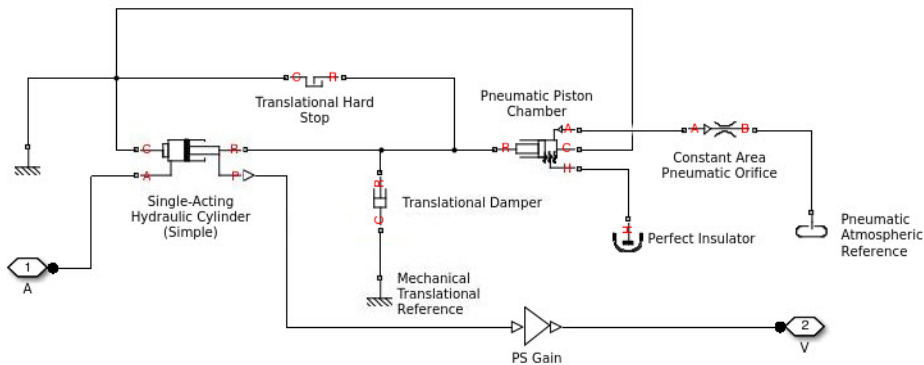 C
R
Translational Hard
Stop
Pneumatic Piston
Chamber
A
A
B
C
R
R
C
H
Constant Area
Pneumatic Orifice
A
P
R
Single-Acting
Hydraulic Cylinder
(Simple)
Translational Damper
C
H
Perfect Insulator
Pneumatic
Atmospheric
Reference
1
A
Mechanical
Translational
Reference
2
V
PS Gain